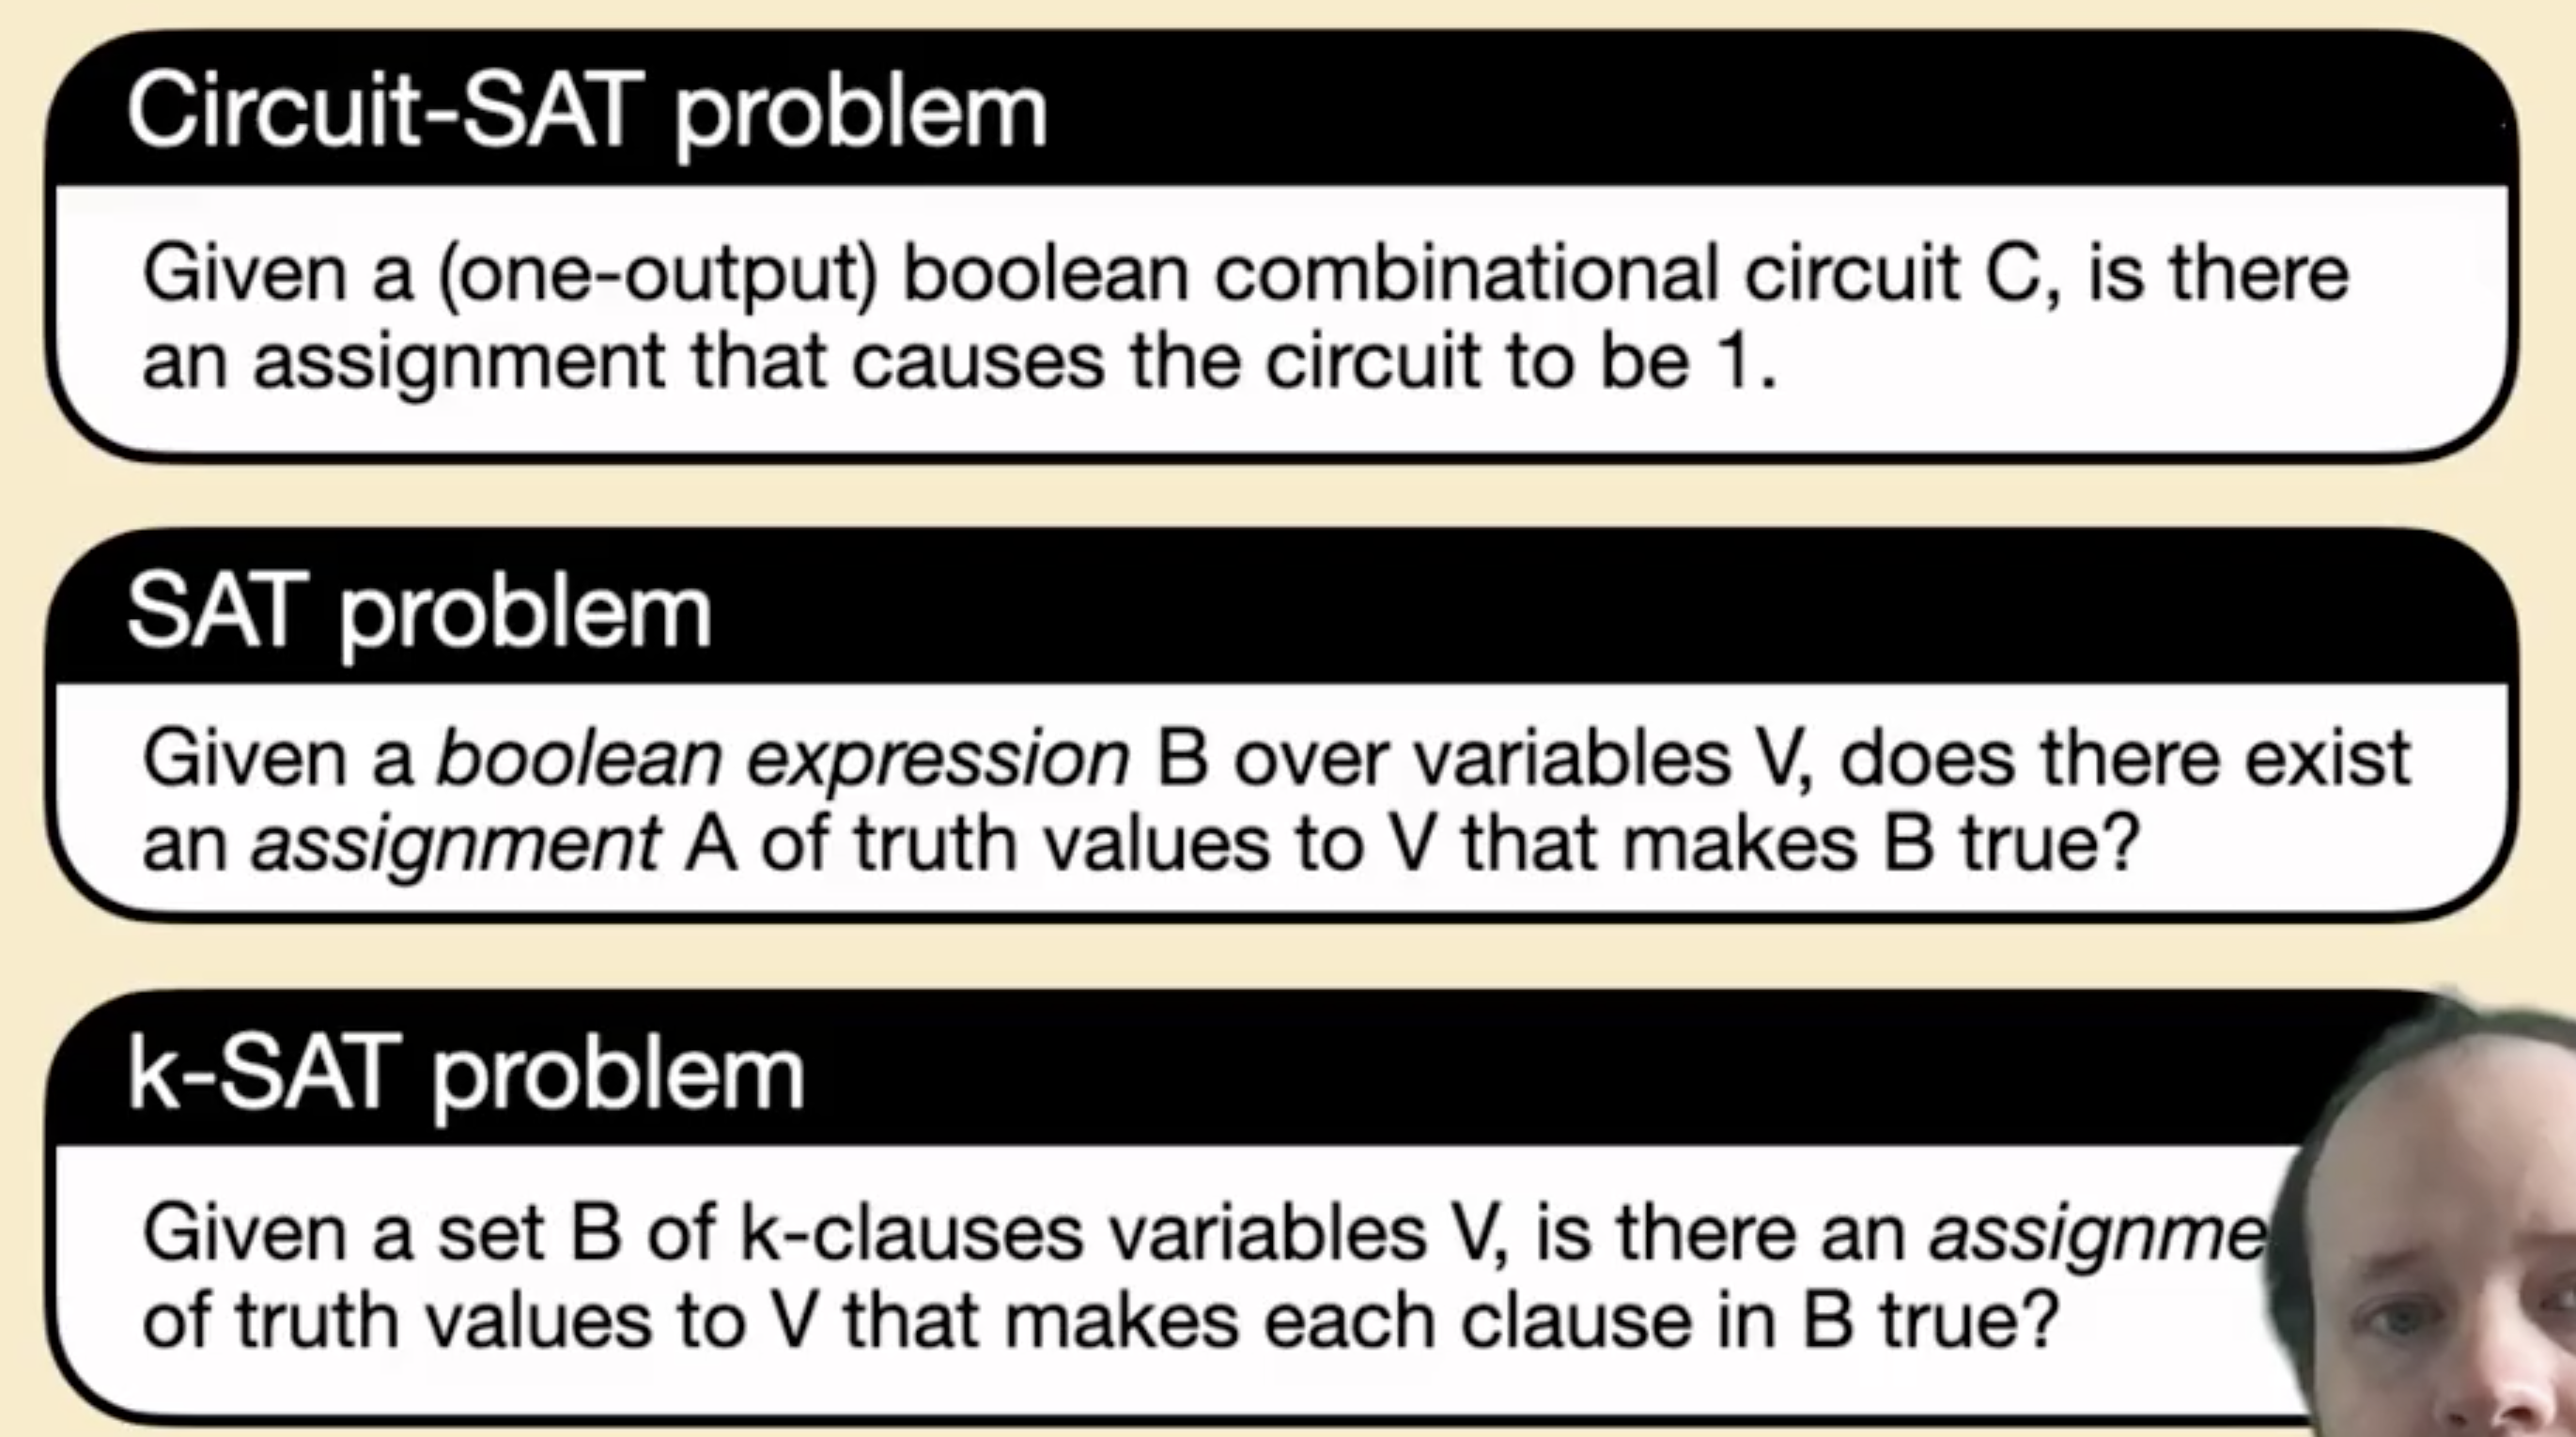 Circuit-SAT problem
Given a (one-output) boolean combinational circuit C, is there
an assignment that causes the circuit to be 1.
SAT problem
Given a boolean expression B over variables V, does there exist
an assignment A of truth values to V that makes B true?
k-SAT problem
Given a set B of k-clauses variables V, is there an assignme
of truth values to V that makes each clause in B true?